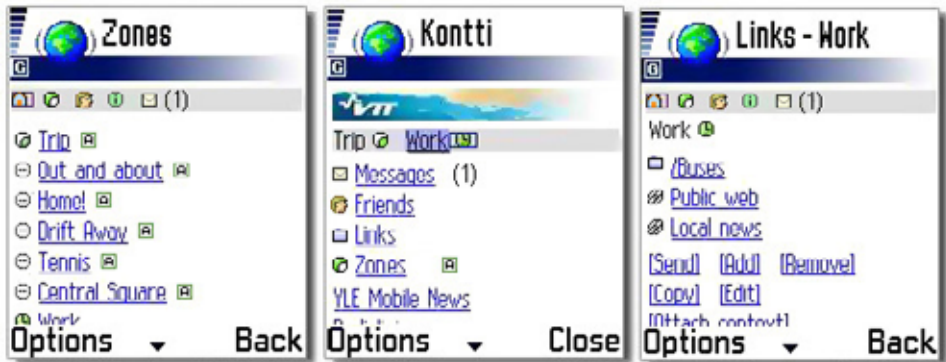 Zones
G
(1)
Trip A
Out and about A
Home! A
Drift Away A
Tennis A
Central Square A
Work
Options Back
Kontti
G
VTT
Trip Work
Messages (1)
Friends
Links
Zones A
YLE Mobile News
Options Close
Links - Work
G
(1)
Work
/Buses
Public web
Local news
[Send] [Add] [Remove]
[Copy] [Edit]
[Attach context]
Options Back